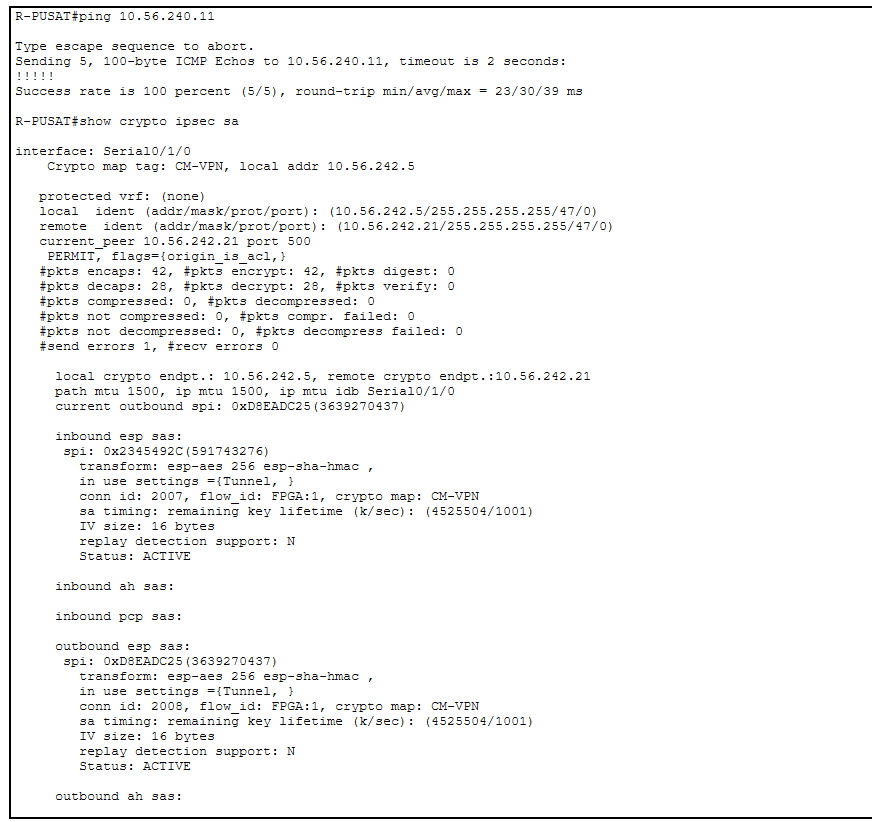 R-PUSAT#ping 10.56.240.11
Type escape sequence to abort.
Sending 5, 100-byte ICMP Echos to 10.56.240.11, timeout is 2 seconds:
!!!!!
Success rate is 100 percent (5/5), round-trip min/avg/max = 23/30/39 ms
R-PUSAT#show crypto ipsec sa
interface: Serial0/1/0
Crypto map tag: CM-VPN, local addr 10.56.242.5
protected vrf: (none)
local ident (addr/mask/prot/port): (10.56.242.5/255.255.255.255/47/0)
remote ident (addr/mask/prot/port): (10.56.242.21/255.255.255.255/47/0)
current_peer 10.56.242.21 port 500
PERMIT, flags={origin_is_acl,}
#pkts encaps: 42, #pkts encrypt: 42, #pkts digest: 0
#pkts decaps: 28, #pkts decrypt: 28, #pkts verify: 0
#pkts compressed: 0, #pkts decompressed: 0
#pkts not compressed: 0, #pkts compr. failed: 0
#pkts not decompressed: 0, #pkts decompress failed: 0
#send errors 1, #recv errors 0
local crypto endpt.: 10.56.242.5, remote crypto endpt.:10.56.242.21
path mtu 1500, ip mtu 1500, ip mtu idb Serial0/1/0
current outbound spi: 0xD8EADC25(3639270437)
inbound esp sas:
spi: 0x2345492C(591743276)
transform: esp-aes 256 esp-sha-hmac ,
in use settings ={Tunnel, }
conn id: 2007, flow_id: FPGA:1, crypto map: CM-VPN
sa timing: remaining key lifetime (k/sec): (4525504/1001)
IV size: 16 bytes
replay detection support: N
Status: ACTIVE
inbound ah sas:
inbound pcp sas:
outbound esp sas:
spi: 0xD8EADC25(3639270437)
transform: esp-aes 256 esp-sha-hmac ,
in use settings ={Tunnel, }
conn id: 2008, flow_id: FPGA:1, crypto map: CM-VPN
sa timing: remaining key lifetime (k/sec): (4525504/1001)
IV size: 16 bytes
replay detection support: N
Status: ACTIVE
outbound ah sas: